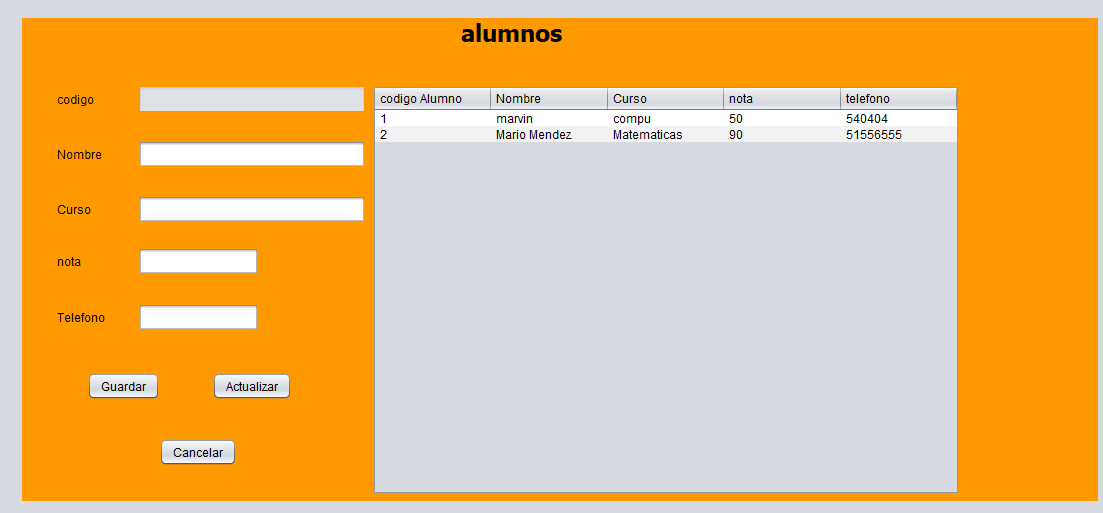 alumnos
codigo
codigo Alumno Nombre Curso nota telefono
1 marvin compu 50 540404
2 Mario Mendez Matematicas 90 51556555
Nombre
Curso
nota
Telefono
Guardar Actualizar
Cancelar